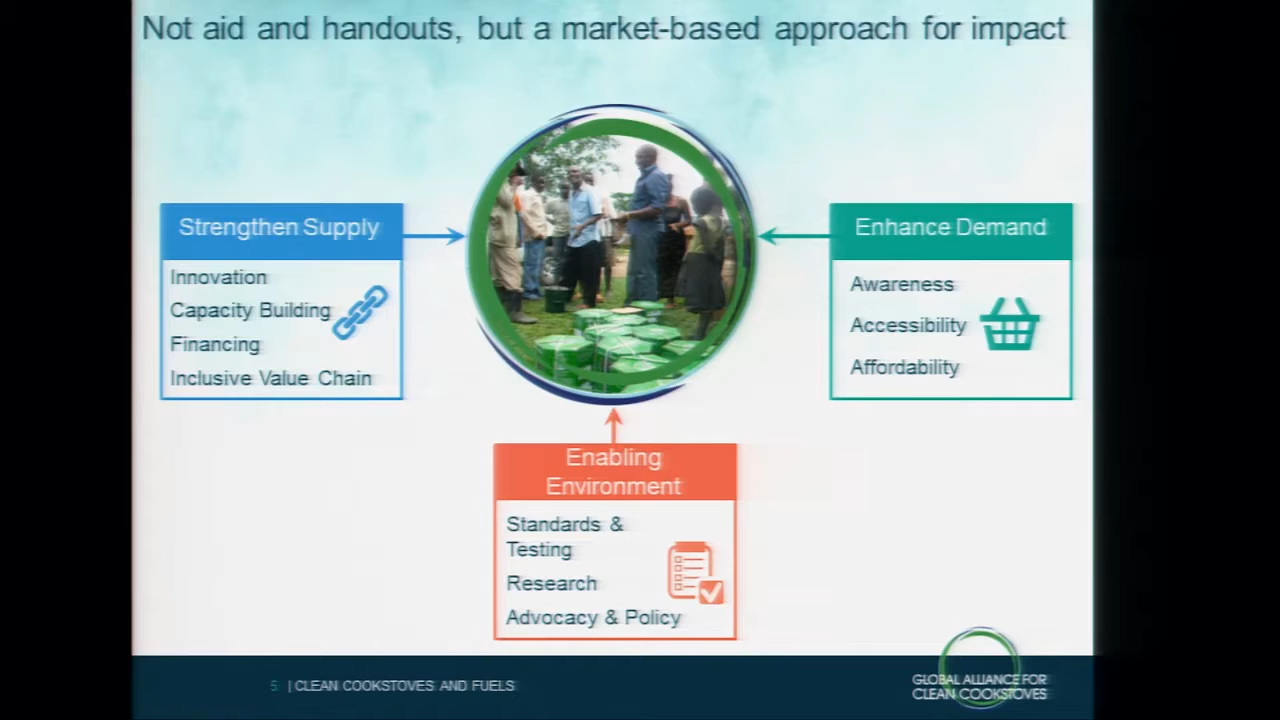 Not aid and handouts, but a market-based approach for impact
Strengthen Supply
Innovation
Capacity Building
Financing
Inclusive Value Chain
Enhance Demand
Awareness
Accessibility
Affordability
Enabling
Environment
Standards &
Testing
Research
Advocacy & Policy
5 | CLEAN COOKSTOVES AND FUELS
GLOBAL ALLIANCE FOR
CLEAN COOKSTOVES